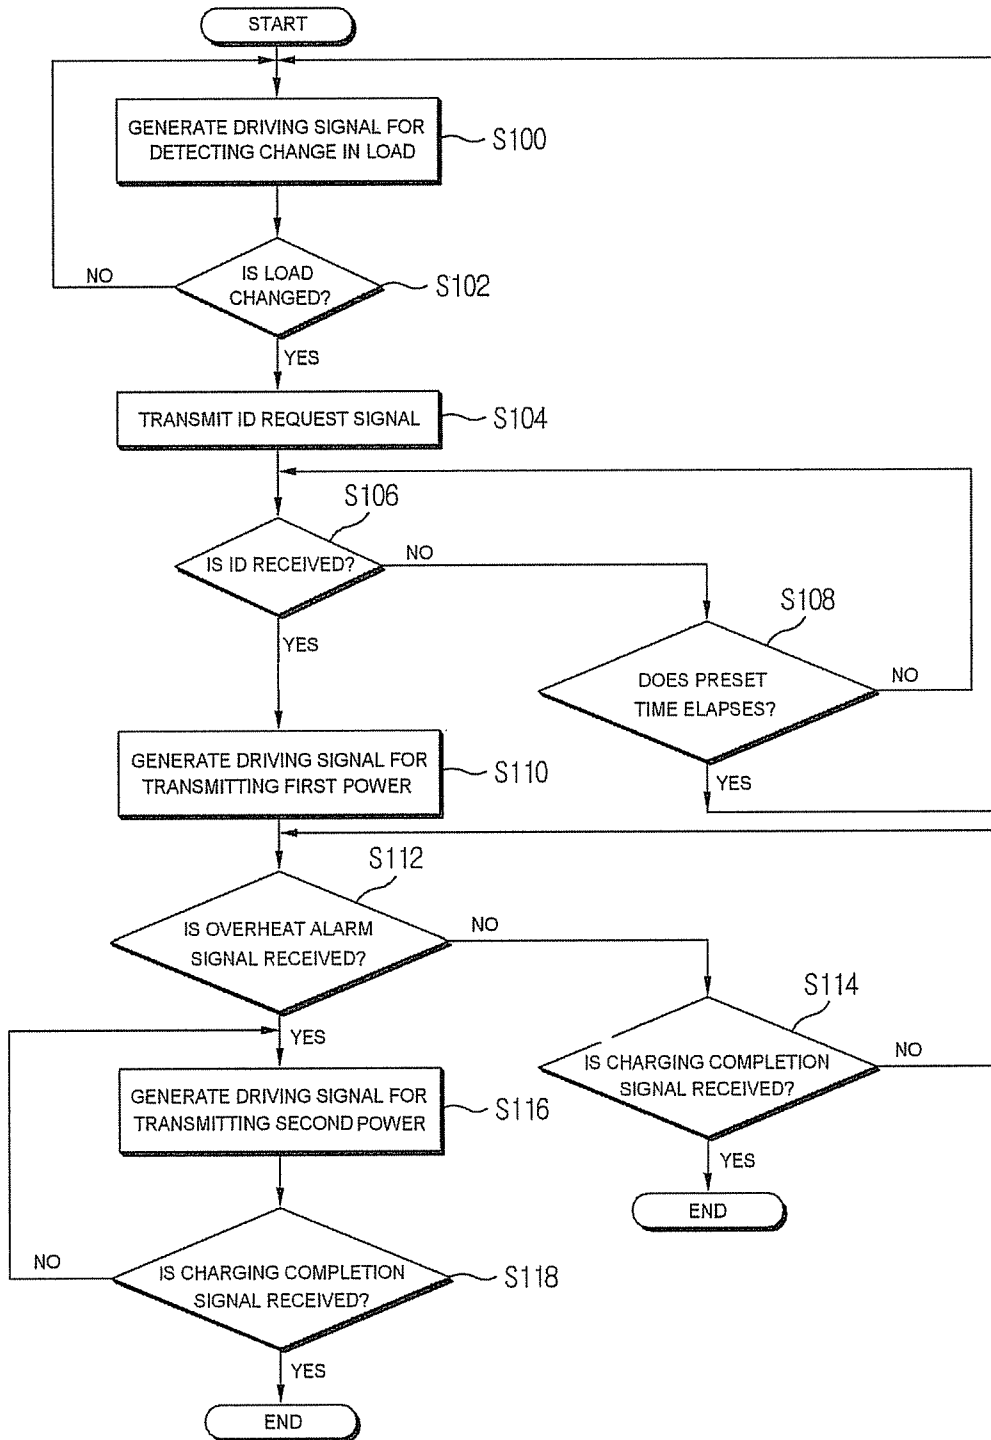 START
GENERATE DRIVING SIGNAL FOR
DETECTING CHANGE IN LOAD
S100
IS LOAD
CHANGED?
S102
NO
YES
TRANSMIT ID REQUEST SIGNAL
S104
S106
IS ID RECEIVED?
NO
YES
S108
DOES PRESET
TIME ELAPSES?
NO
YES
GENERATE DRIVING SIGNAL FOR
TRANSMITTING FIRST POWER
S110
S112
IS OVERHEAT ALARM
SIGNAL RECEIVED?
NO
YES
S114
IS CHARGING COMPLETION
SIGNAL RECEIVED?
NO
YES
END
GENERATE DRIVING SIGNAL FOR
TRANSMITTING SECOND POWER
S116
IS CHARGING COMPLETION
SIGNAL RECEIVED?
S118
NO
YES
END